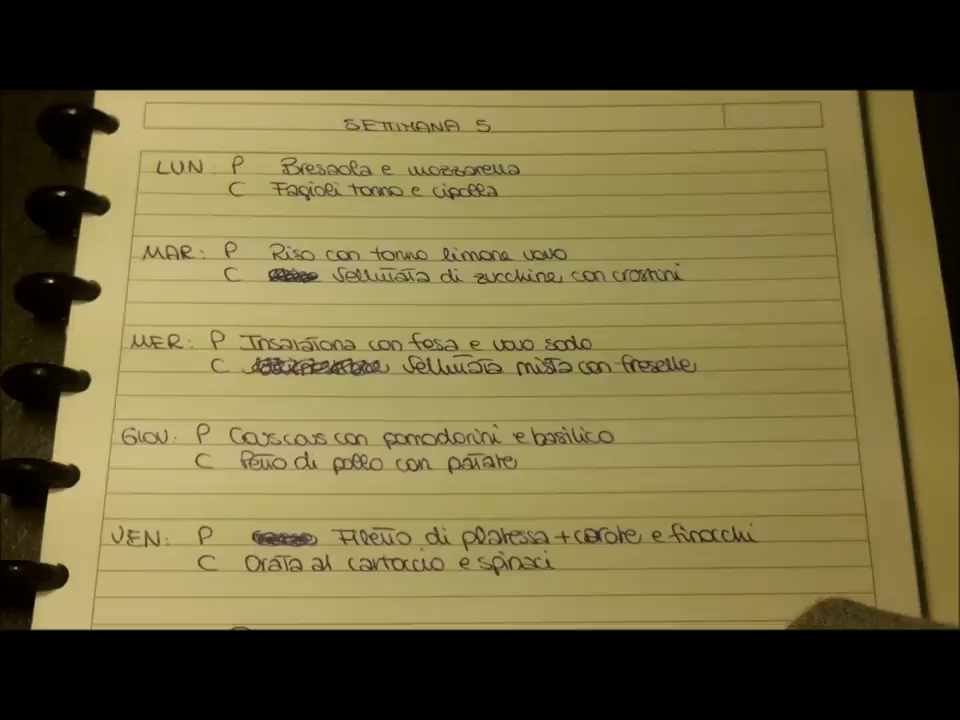 SETTIMANA 5
LUN: P Bresaola e mozzarella
C Fagioli tonno e cipolla
MAR: P Riso con tonno limone uovo
C Vellutata di zucchine con crostini
MER: P Insalatona con fesa e uovo sodo
C Vellutata mista con freselle
GIOV: P Couscous con pomodorini e basilico
C Petto di pollo con patate
VEN: P Filetto di platessa + carote e finocchi
C Orata al cartoccio e spinaci